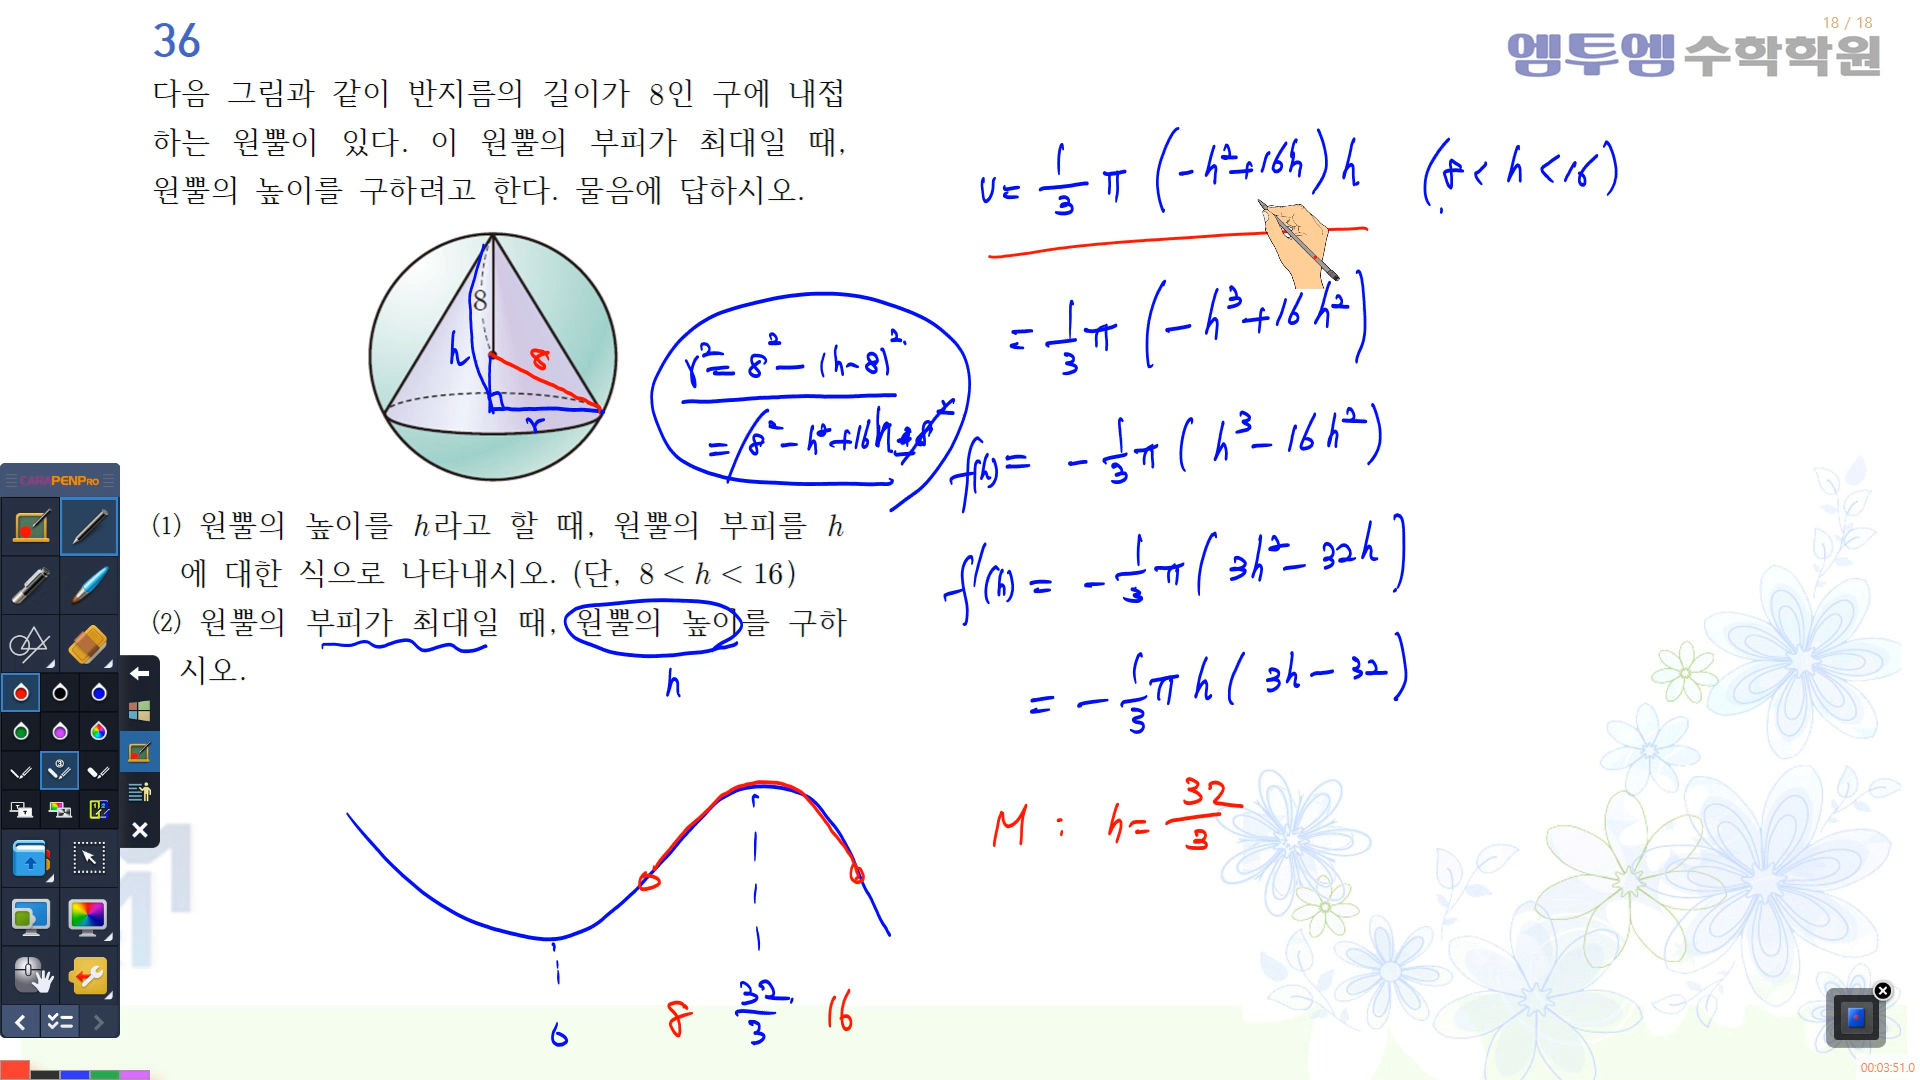 18 / 18
엠투엠 수학학원
36
다음 그림과 같이 반지름의 길이가 8인 구에 내접
하는 원뿔이 있다. 이 원뿔의 부피가 최대일 때,
원뿔의 높이를 구하려고 한다. 물음에 답하시오.
8
h
8
r
r² = 8² - (h-8)²
= 8² - h² + 16h - 8²
(1) 원뿔의 높이를 h라고 할 때, 원뿔의 부피를 h
에 대한 식으로 나타내시오. (단, 8 < h < 16)
(2) 원뿔의 부피가 최대일 때, 원뿔의 높이를 구하
시오.
h
V = 1/3 π (-h²+16h) h (8 < h < 16)
= 1/3 π (-h³+16h²)
f(h) = - 1/3 π (h³ - 16h²)
f'(h) = - 1/3 π (3h² - 32h)
= - 1/3 π h (3h - 32)
M : h = 32/3
0 8 32/3 16
CARAPENPRO
00:03:51.0